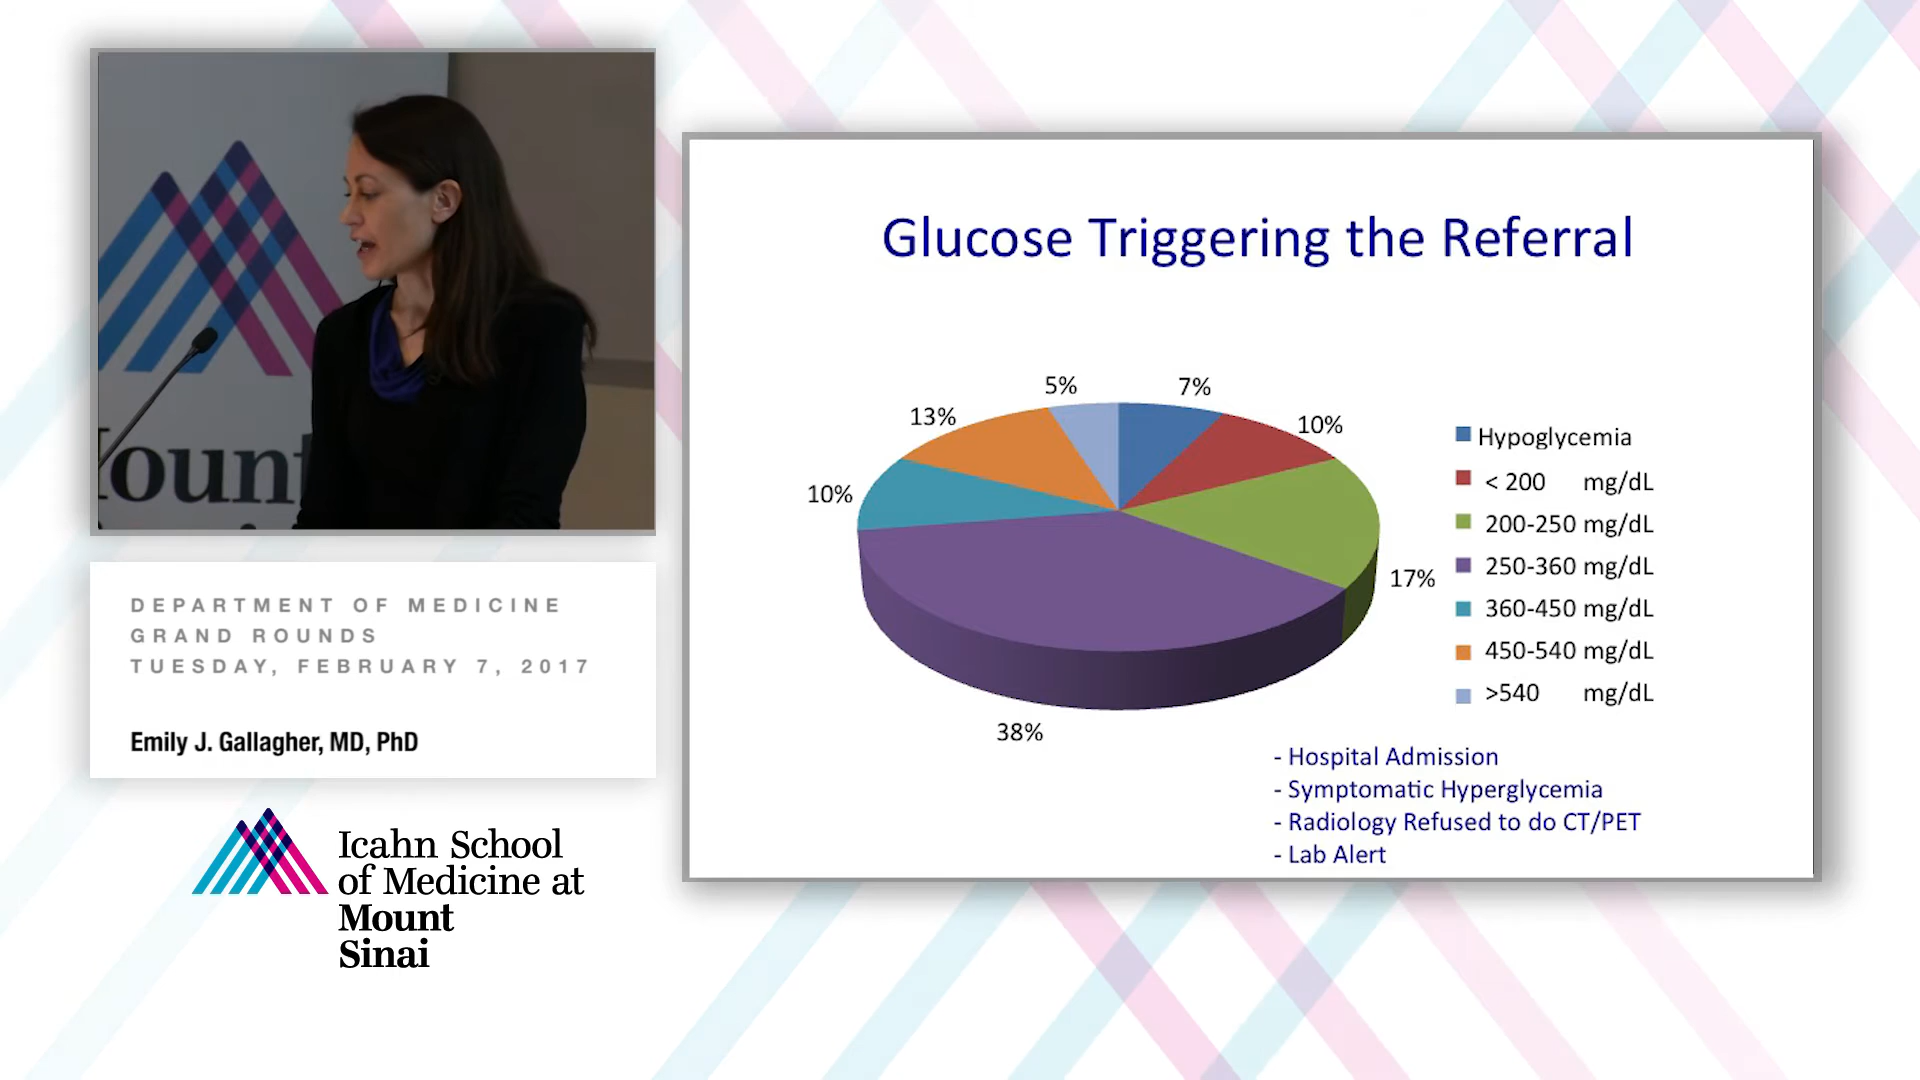 ount
DEPARTMENT OF MEDICINE
GRAND ROUNDS
TUESDAY, FEBRUARY 7, 2017
Emily J. Gallagher, MD, PhD
Icahn School
of Medicine at
Mount
Sinai
Glucose Triggering the Referral
5%
7%
13%
10%
10%
17%
38%
Hypoglycemia
< 200 mg/dL
200-250 mg/dL
250-360 mg/dL
360-450 mg/dL
450-540 mg/dL
>540 mg/dL
- Hospital Admission
- Symptomatic Hyperglycemia
- Radiology Refused to do CT/PET
- Lab Alert